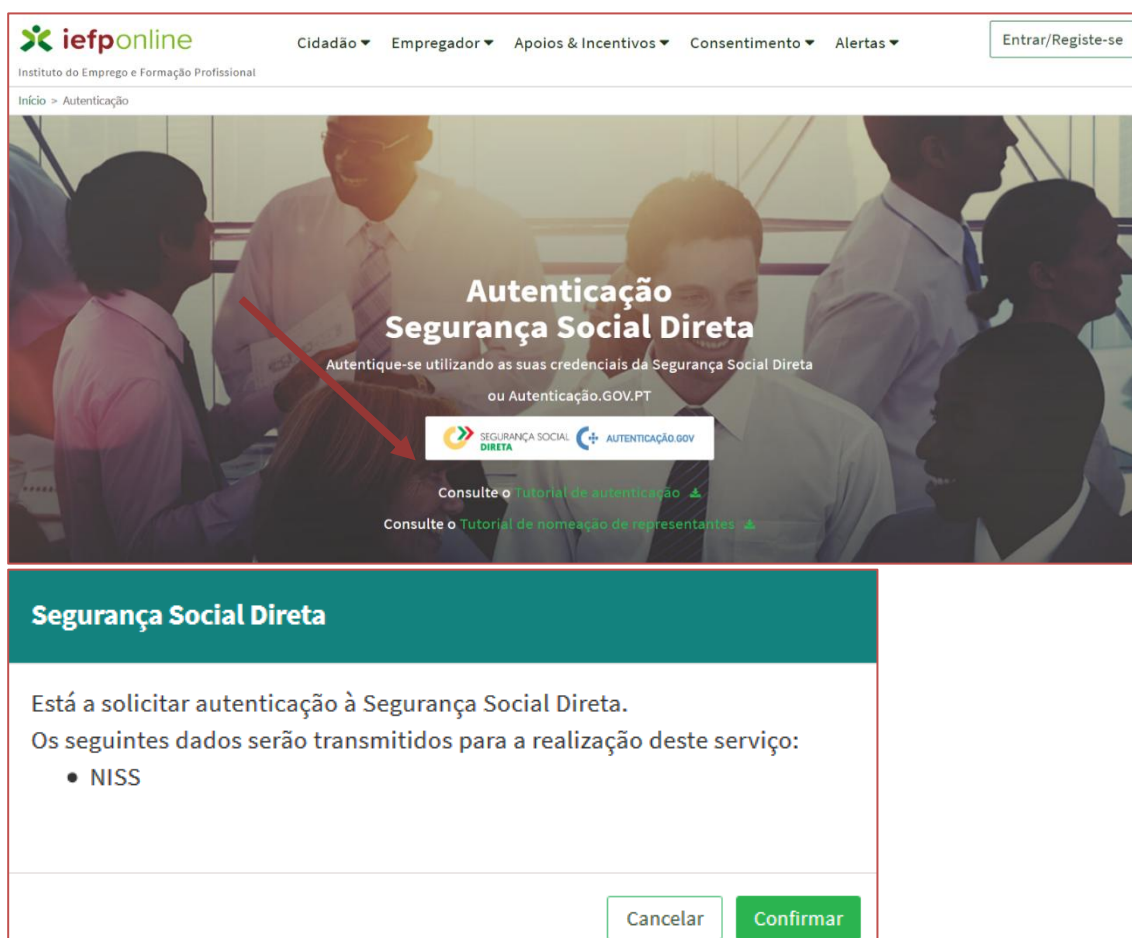 iefponline
Cidadão Empregador Apoios & Incentivos Consentimento Alertas Entrar/Registe-se
Instituto do Emprego e Formação Profissional
Início > Autenticação
Autenticação
Segurança Social Direta
Autentique-se utilizando as suas credenciais da Segurança Social Direta
ou Autenticação.GOV.PT
SEGURANÇA SOCIAL DIRETA AUTENTICAÇÃO.GOV
Consulte o Tutorial de autenticação
Consulte o Tutorial de nomeação de representantes
Segurança Social Direta
Está a solicitar autenticação à Segurança Social Direta.
Os seguintes dados serão transmitidos para a realização deste serviço:
• NISS
Cancelar Confirmar